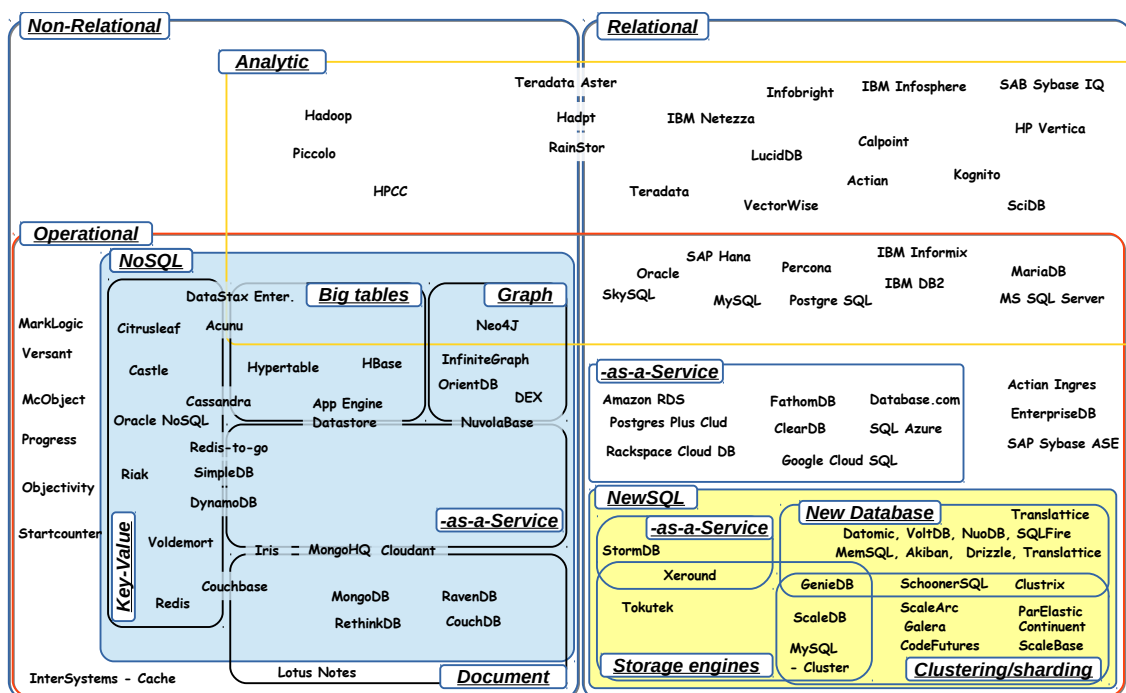 Non-Relational
Relational
Analytic
Teradata Aster
Infobright
IBM Infosphere
SAB Sybase IQ
Hadoop
Hadpt
IBM Netezza
HP Vertica
Piccolo
RainStor
LucidDB
Calpoint
HPCC
Teradata
Actian
Kognito
VectorWise
SciDB
Operational
NoSQL
SAP Hana
IBM Informix
Oracle
Percona
MariaDB
SkySQL
MySQL
Postgre SQL
IBM DB2
MS SQL Server
DataStax Enter.
Big tables
Graph
MarkLogic
Citrusleaf
Acunu
Neo4J
Versant
Castle
Hypertable
HBase
InfiniteGraph
OrientDB
DEX
McObject
Cassandra
App Engine
Datastore
NuvolaBase
Oracle NoSQL
Progress
Redis-to-go
Riak
SimpleDB
Objectivity
DynamoDB
-as-a-Service
Startcounter
Voldemort
Key-Value
Iris
MongoHQ
Cloudant
Couchbase
Redis
MongoDB
RavenDB
RethinkDB
CouchDB
Lotus Notes
Document
InterSystems - Cache
-as-a-Service
Amazon RDS
FathomDB
Database.com
Postgres Plus Clud
ClearDB
SQL Azure
Rackspace Cloud DB
Google Cloud SQL
Actian Ingres
EnterpriseDB
SAP Sybase ASE
NewSQL
-as-a-Service
New Database
Translattice
Datomic, VoltDB, NuoDB, SQLFire
MemSQL, Akiban, Drizzle, Translattice
StormDB
Xeround
GenieDB
SchoonerSQL
Clustrix
Tokutek
ScaleDB
ScaleArc
Galera
CodeFutures
ParElastic
Continuent
ScaleBase
MySQL
- Cluster
Storage engines
Clustering/sharding